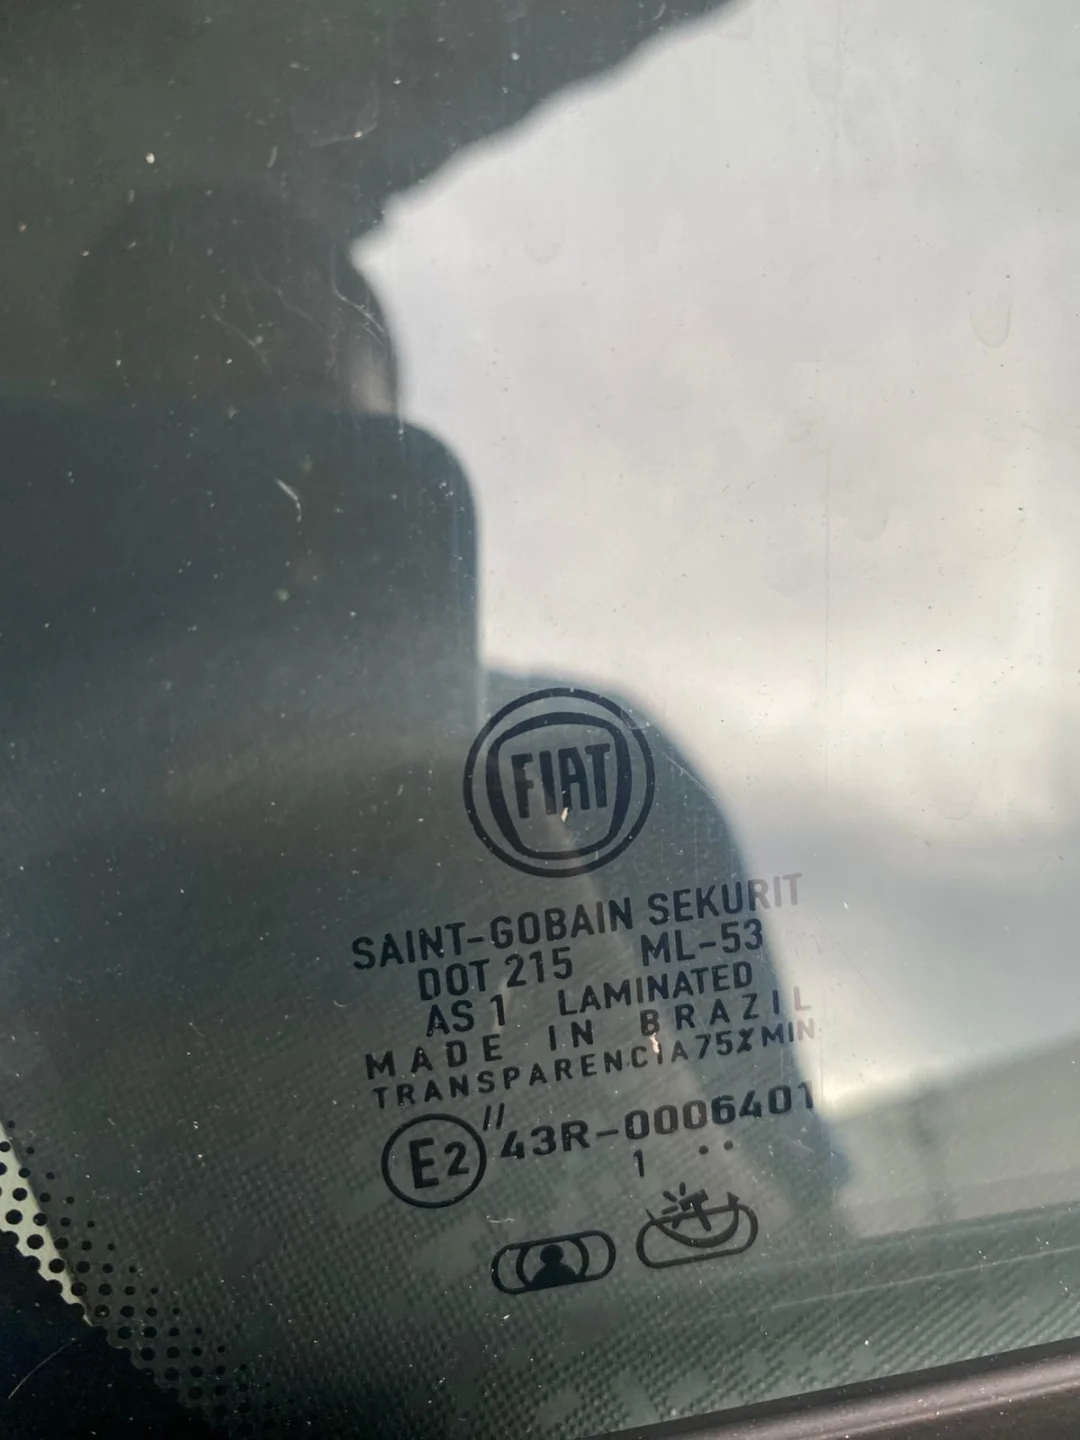 FIAT
SAINT-GOBAIN SEKURIT
DOT 215 ML-53
AS 1 LAMINATED
MADE IN BRAZIL
TRANSPARENCIA 75% MIN
//
E2 43R-0006401
1 ..